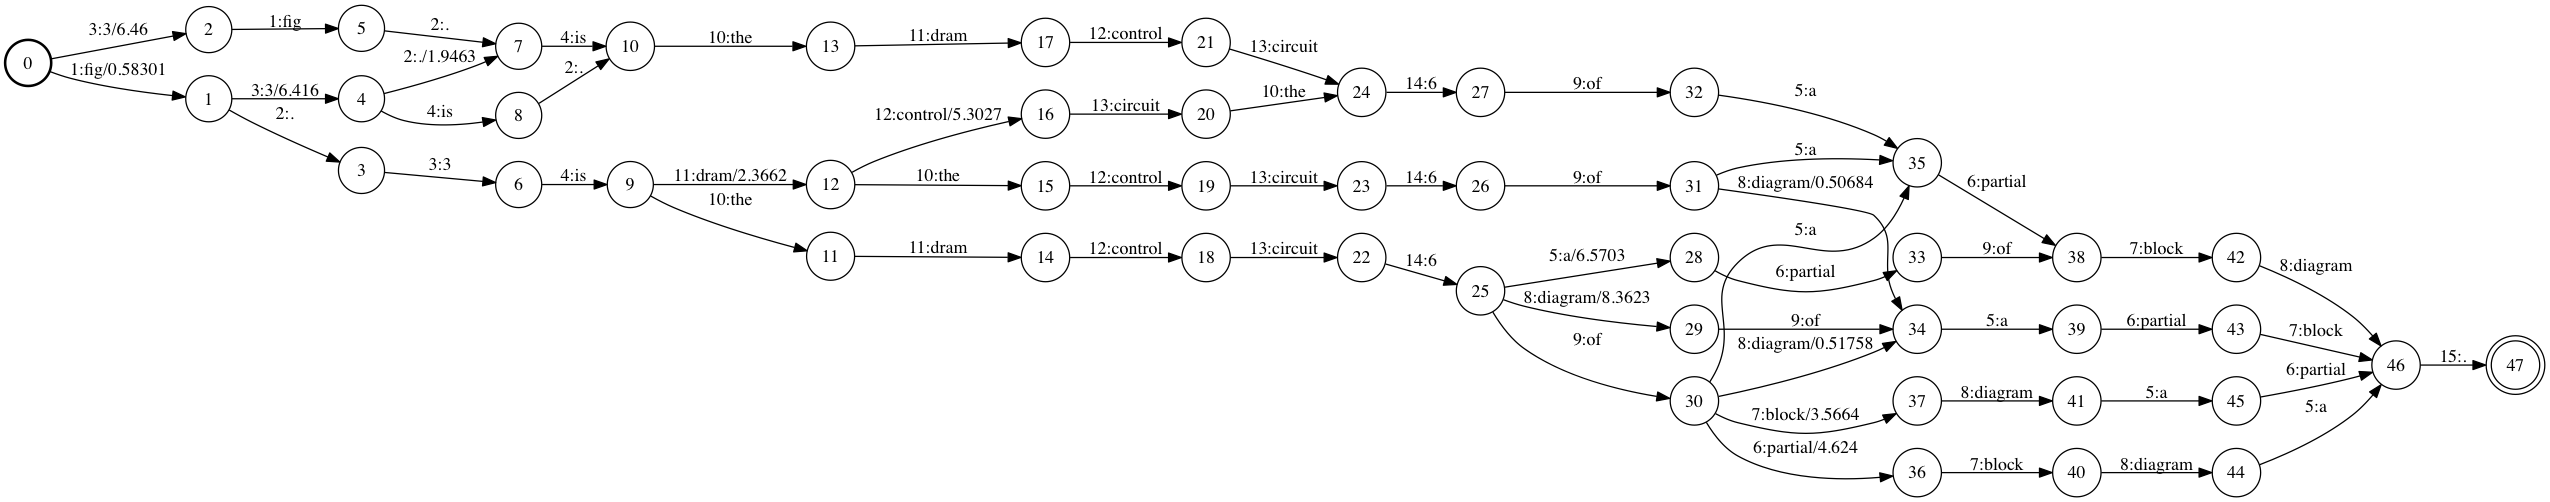 3:3/6.46
1:fig
2:.
4:is
10:the
11:dram
12:control
13:circuit
2:./1.9463
2:.
1:fig/0.58301
3:3/6.416
4:is
2:.
12:control/5.3027
13:circuit
10:the
14:6
9:of
5:a
3:3
4:is
11:dram/2.3662
10:the
10:the
12:control
13:circuit
14:6
9:of
5:a
8:diagram/0.50684
6:partial
11:dram
12:control
13:circuit
14:6
5:a/6.5703
6:partial
5:a
9:of
7:block
8:diagram
8:diagram/8.3623
9:of
9:of
8:diagram/0.51758
5:a
6:partial
7:block
15:.
7:block/3.5664
8:diagram
5:a
6:partial
6:partial/4.624
7:block
8:diagram
5:a
0
2
5
7
10
13
17
21
1
4
8
16
20
24
27
32
3
6
9
12
15
19
23
26
31
35
11
14
18
22
25
28
33
38
42
29
34
39
43
46
47
30
37
41
45
36
40
44